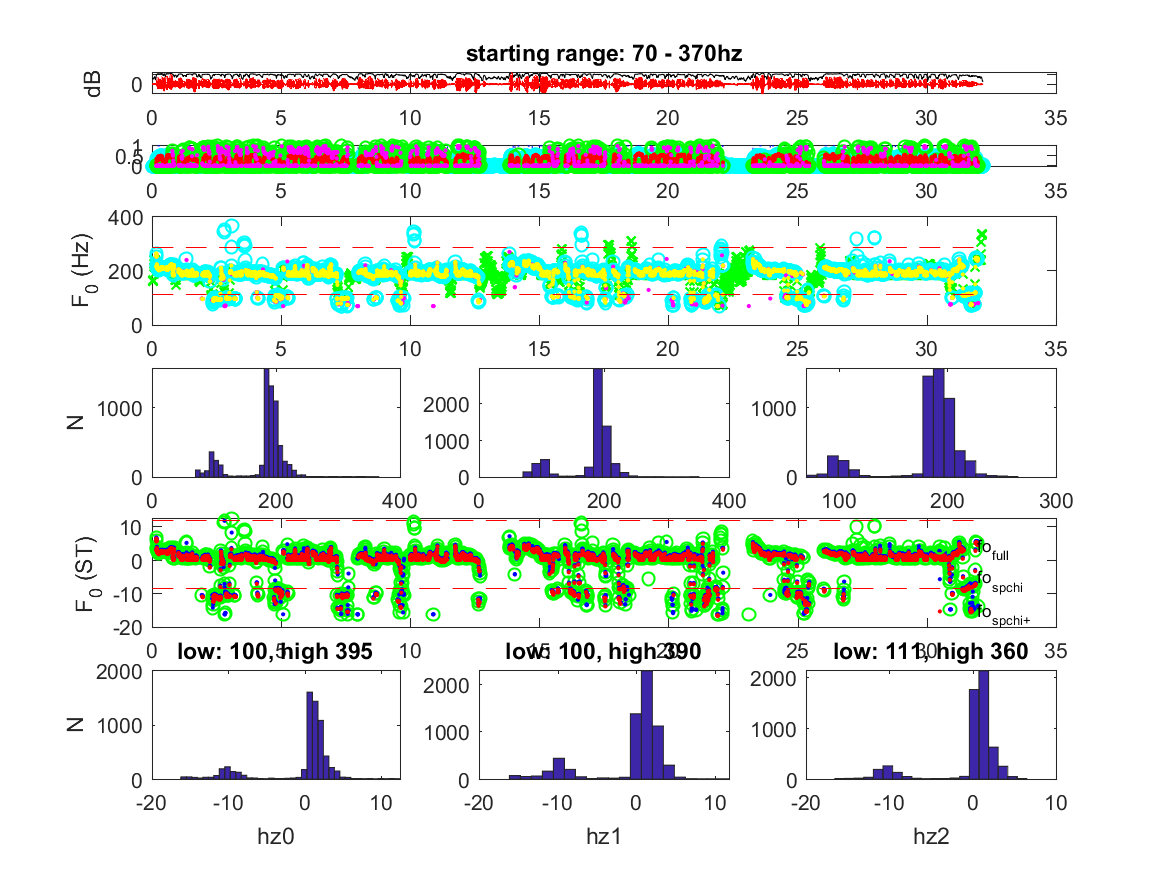 starting range: 70 - 370hz
dB
0
0 5 10 15 20 25 30 35
1
0.5
0
0 5 10 15 20 25 30 35
F0 (Hz)
400
200
0
0 5 10 15 20 25 30 35
N
1000
0
0 200 400
2000
1000
0
0 200 400
1000
0
100 200 300
F0 (ST)
10
0
-10
-20
fo full
fo spchi
fo spchi+
0 5 10 15 20 25 30 35
low: 100, high 395
low: 100, high 390
low: 111, high 360
N
2000
1000
0
-20 -10 0 10
hz0
2000
1000
0
-20 -10 0 10
hz1
2000
1000
0
-20 -10 0 10
hz2